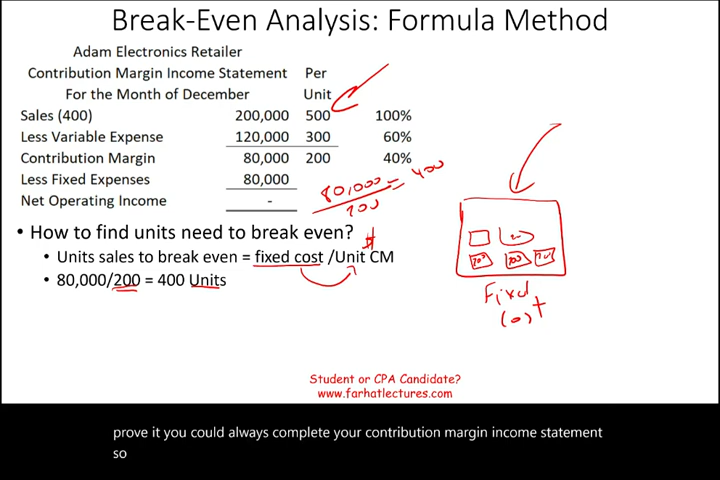 Break-Even Analysis: Formula Method
Adam Electronics Retailer
Contribution Margin Income Statement Per
For the Month of December Unit
Sales (400) 200,000 500 100%
Less Variable Expense 120,000 300 60%
Contribution Margin 80,000 200 40%
Less Fixed Expenses 80,000
Net Operating Income -
80,000 = 400
200
• How to find units need to break even?
• Units sales to break even = fixed cost /Unit CM
• 80,000/200 = 400 Units
Fixed
(0) +
Student or CPA Candidate?
www.farhatlectures.com
prove it you could always complete your contribution margin income statement
so